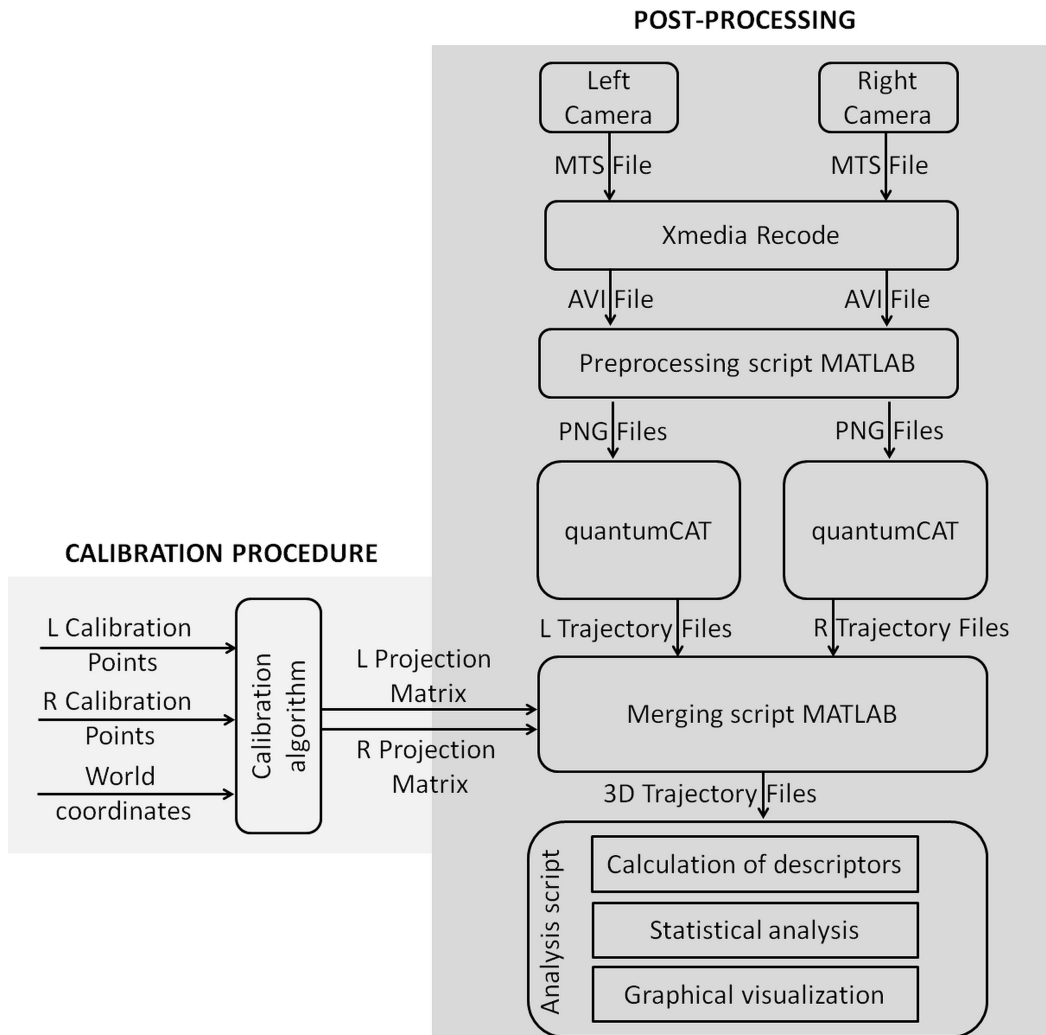 POST-PROCESSING
Left
Camera
Right
Camera
MTS File
MTS File
Xmedia Recode
AVI File
AVI File
Preprocessing script MATLAB
PNG Files
PNG Files
quantumCAT
quantumCAT
L Trajectory Files
R Trajectory Files
CALIBRATION PROCEDURE
L Calibration
Points
R Calibration
Points
World
coordinates
Calibration
algorithm
L Projection
Matrix
R Projection
Matrix
Merging script MATLAB
3D Trajectory Files
Analysis script
Calculation of descriptors
Statistical analysis
Graphical visualization